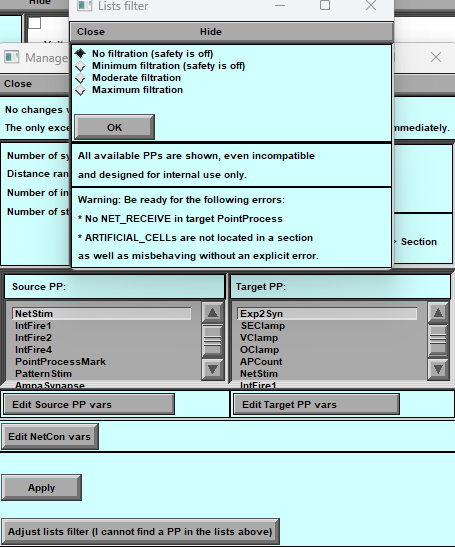 Hide
Lists filter
Close Hide
No filtration (safety is off)
Minimum filtration (safety is off)
Moderate filtration
Maximum filtration
OK
All available PPs are shown, even incompatible
and designed for internal use only.
Warning: Be ready for the following errors:
* No NET_RECEIVE in target PointProcess
* ARTIFICIAL_CELLs are not located in a section
as well as misbehaving without an explicit error.
Manage
Close
No changes
The only exce
mmediately.
Number of sy
Distance ran
Number of in
Number of st
> Section
Source PP:
NetStim
IntFire1
IntFire2
IntFire4
PointProcessMark
PatternStim
AmpaSynapse
Target PP:
Exp2Syn
SEClamp
VClamp
OClamp
APCount
NetStim
IntFire1
Edit Source PP vars
Edit Target PP vars
Edit NetCon vars
Apply
Adjust lists filter (I cannot find a PP in the lists above)